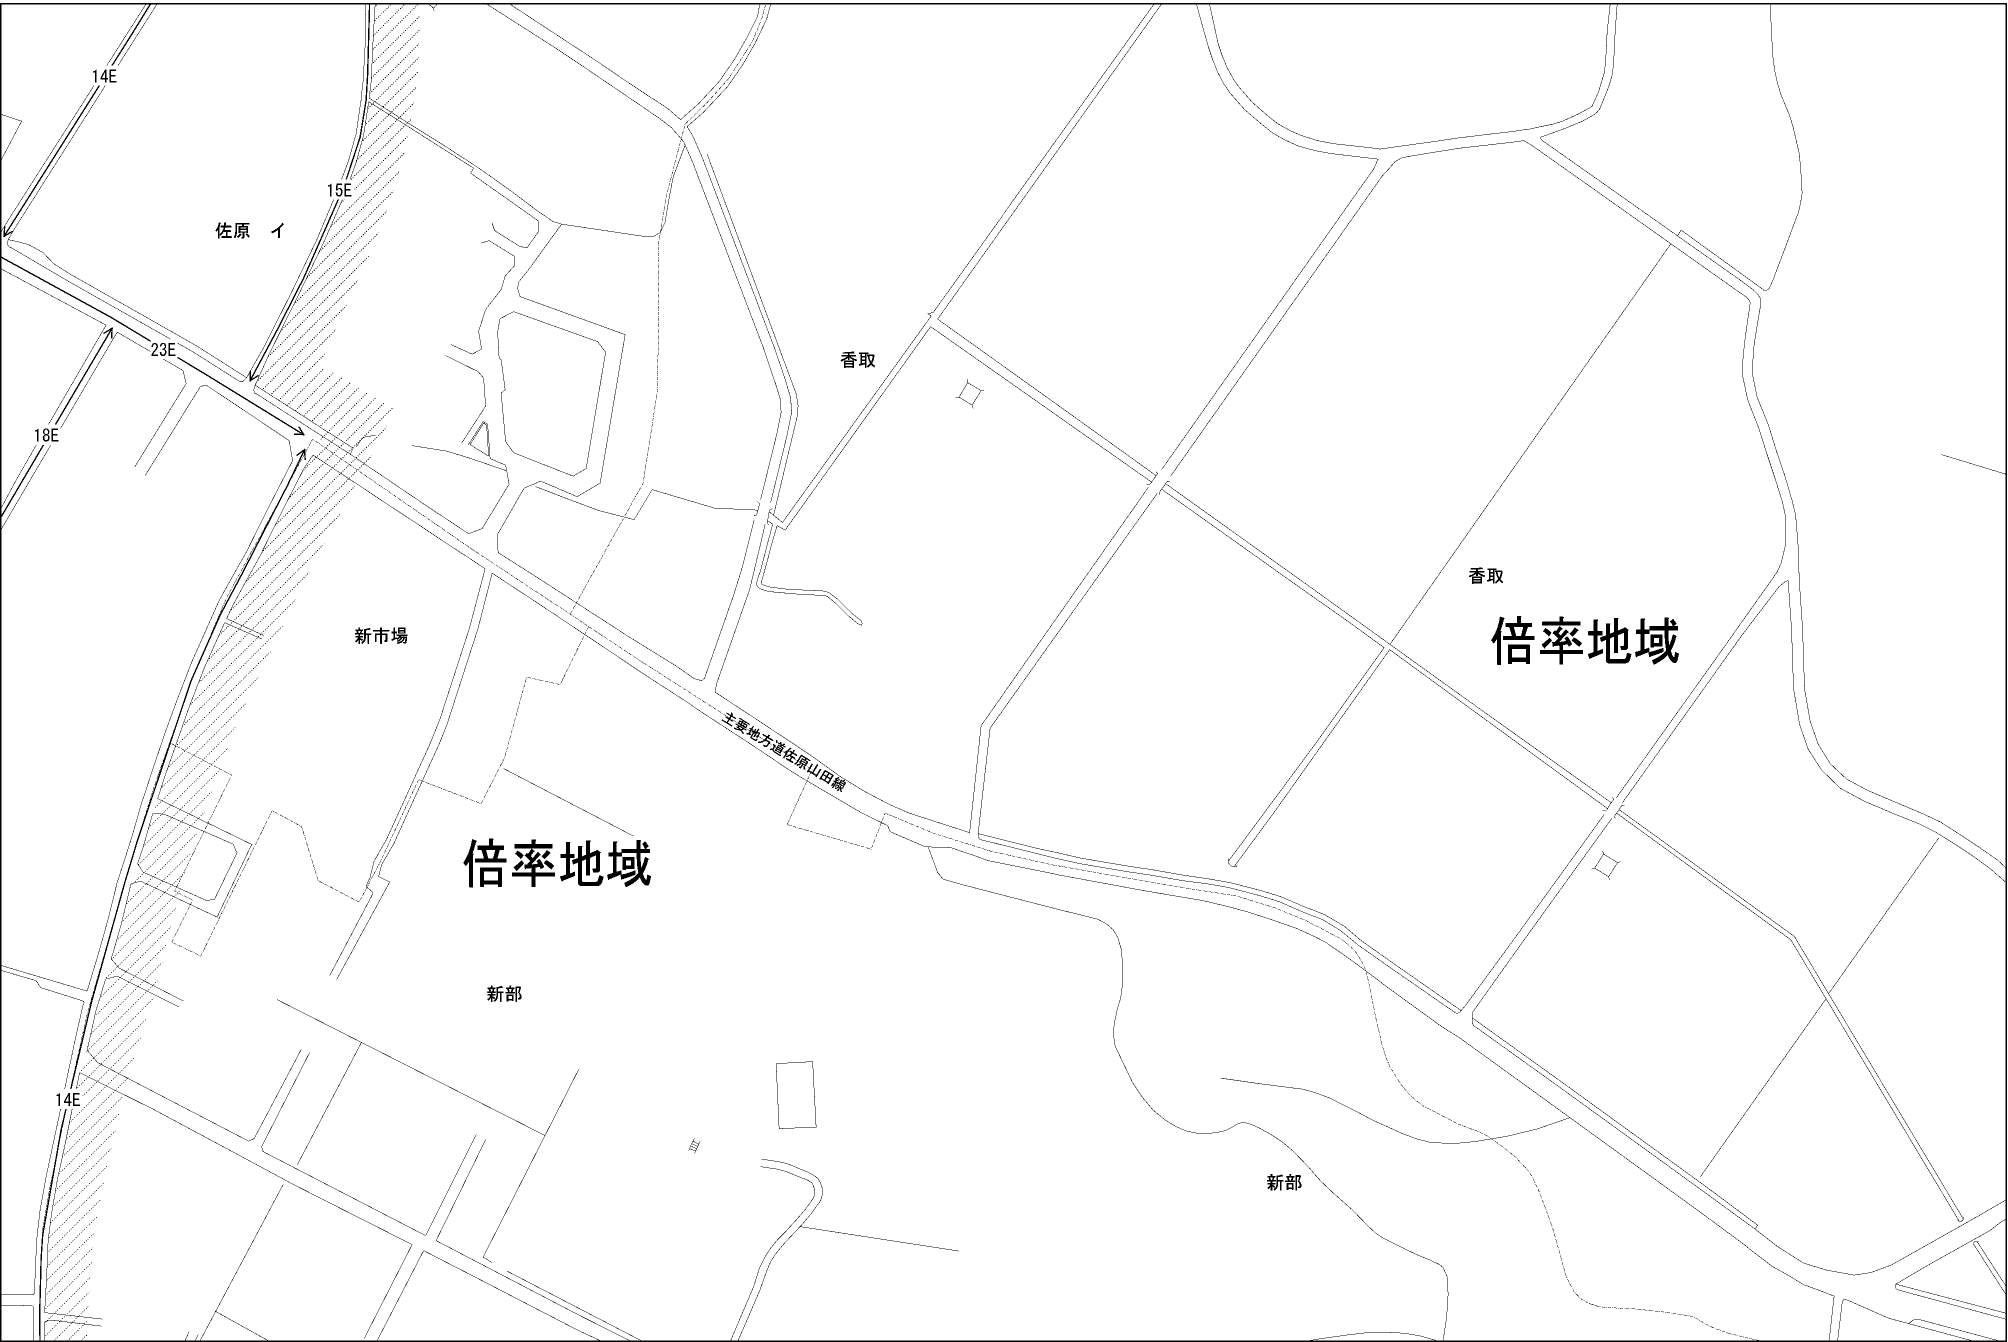 14E
15E
佐原　イ
23E
香取
18E
香取
新市場
倍率地域
主要地方道佐原山田線
倍率地域
新部
14E
新部